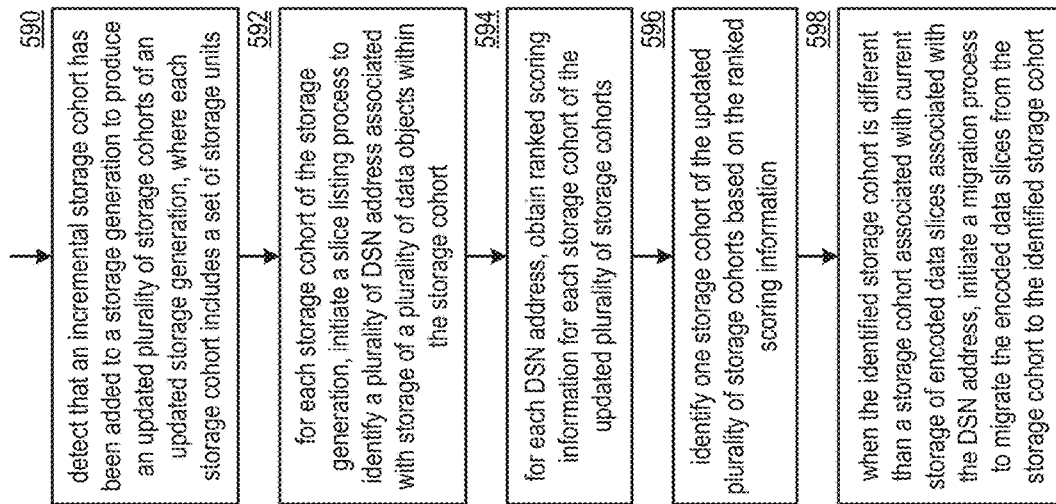 590
detect that an incremental storage cohort has
been added to a storage generation to produce
an updated plurality of storage cohorts of an
updated storage generation, where each
storage cohort includes a set of storage units
592
for each storage cohort of the storage
generation, initiate a slice listing process to
identify a plurality of DSN address associated
with storage of a plurality of data objects within
the storage cohort
594
for each DSN address, obtain ranked scoring
information for each storage cohort of the
updated plurality of storage cohorts
596
identify one storage cohort of the updated
plurality of storage cohorts based on the ranked
scoring information
598
when the identified storage cohort is different
than a storage cohort associated with current
storage of encoded data slices associated with
the DSN address, initiate a migration process
to migrate the encoded data slices from the
storage cohort to the identified storage cohort